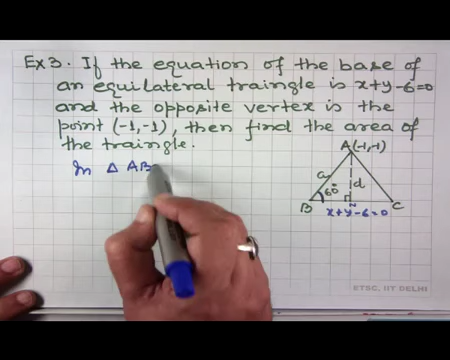 Ex 3. If the equation of the base of
an equilateral traingle is x+y-6=0
and the opposite vertex is the
point (-1,-1), then find the area of
the traingle.
A(-1,-1)
In Δ AB
a
d
60°
B
N
C
x+y-6=0
ETSC, IIT DELHI